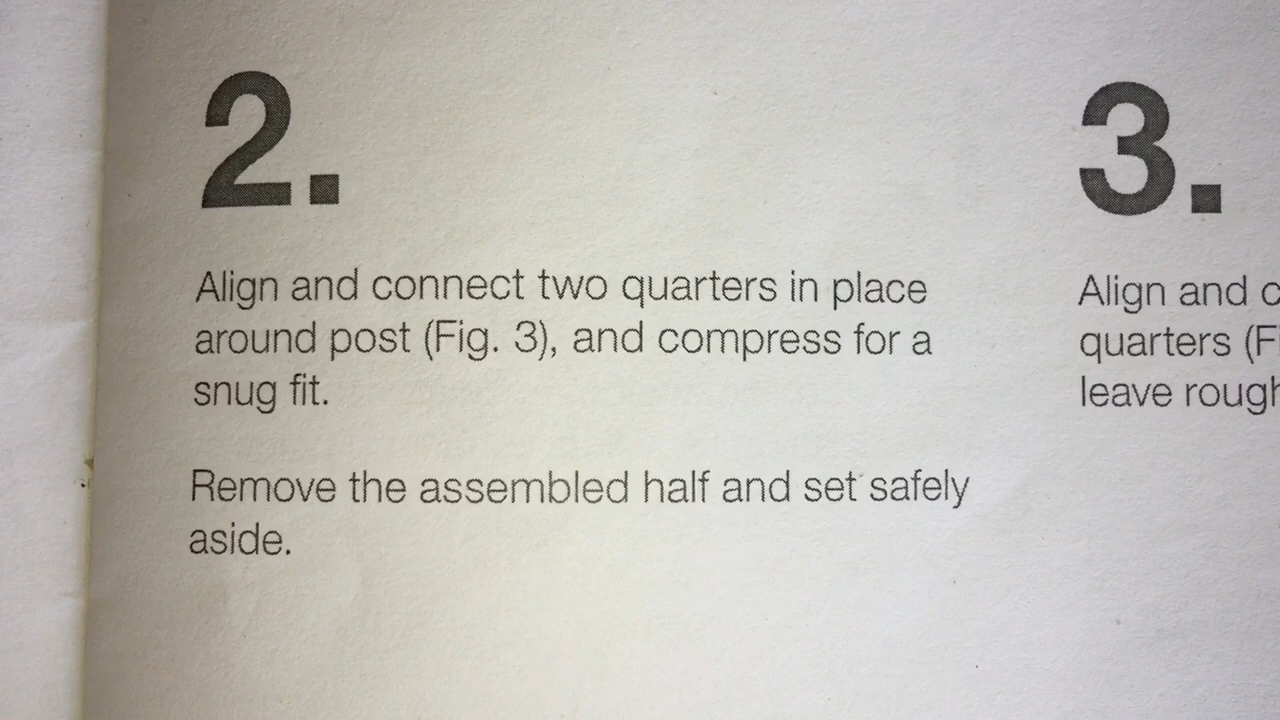 2.
Align and connect two quarters in place
around post (Fig. 3), and compress for a
snug fit.
Remove the assembled half and set safely
aside.
3.
Align and
quarters
leave